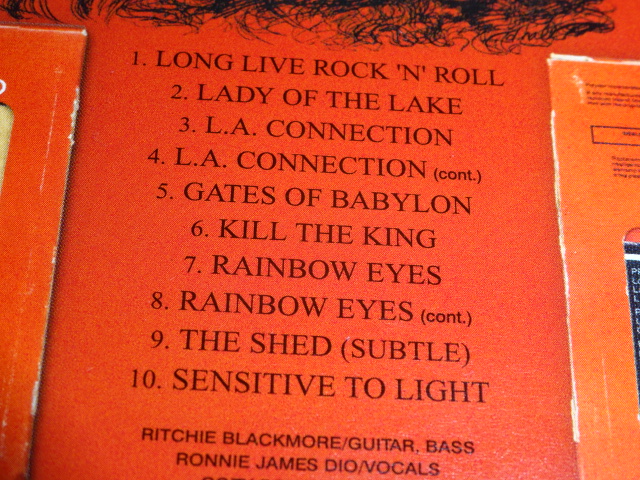 1. LONG LIVE ROCK 'N' ROLL
2. LADY OF THE LAKE
3. L.A. CONNECTION
4. L.A. CONNECTION (cont.)
5. GATES OF BABYLON
6. KILL THE KING
7. RAINBOW EYES
8. RAINBOW EYES (cont.)
9. THE SHED (SUBTLE)
10. SENSITIVE TO LIGHT
RITCHIE BLACKMORE/GUITAR, BASS
RONNIE JAMES DIO/VOCALS